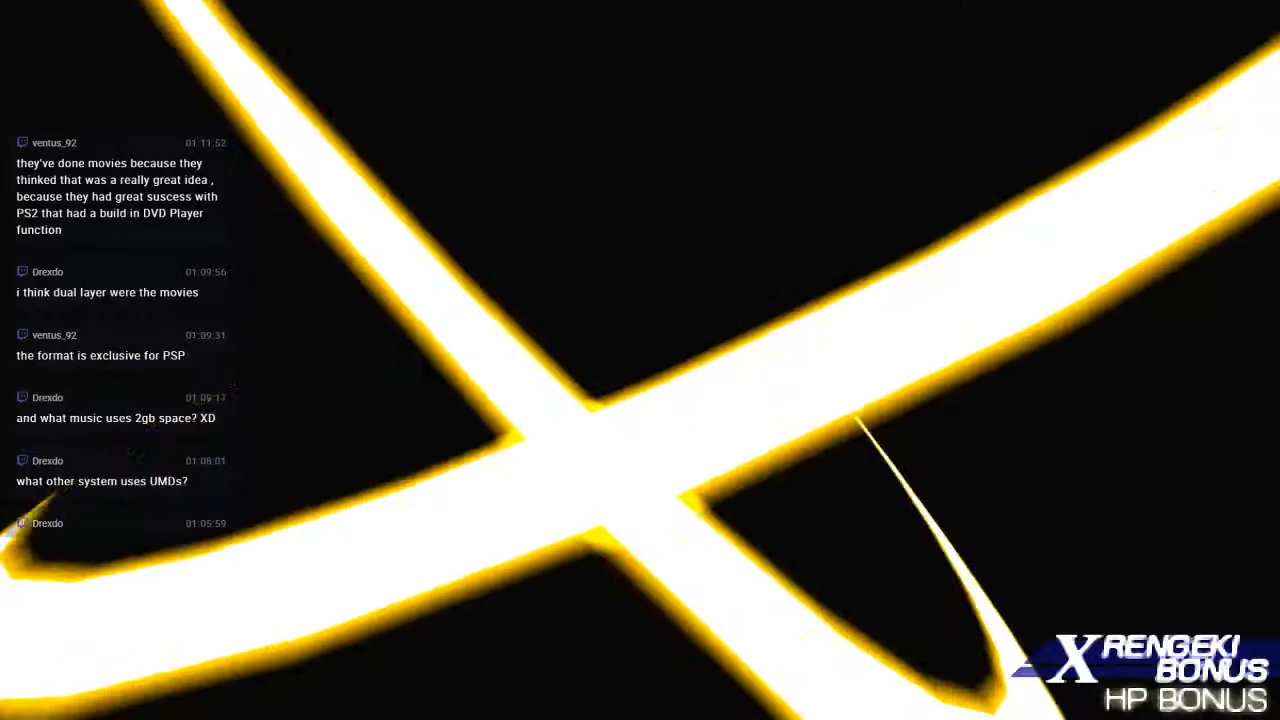 ventus_92 01:11:52
they've done movies because they
thinked that was a really great idea ,
because they had great suscess with
PS2 that had a build in DVD Player
function
Drexdo 01:09:56
i think dual layer were the movies
ventus_92 01:09:31
the format is exclusive for PSP
Drexdo 01:09:17
and what music uses 2gb space? XD
Drexdo 01:08:01
what other system uses UMDs?
Drexdo 01:05:59
X RENGEKI
BONUS
HP BONUS